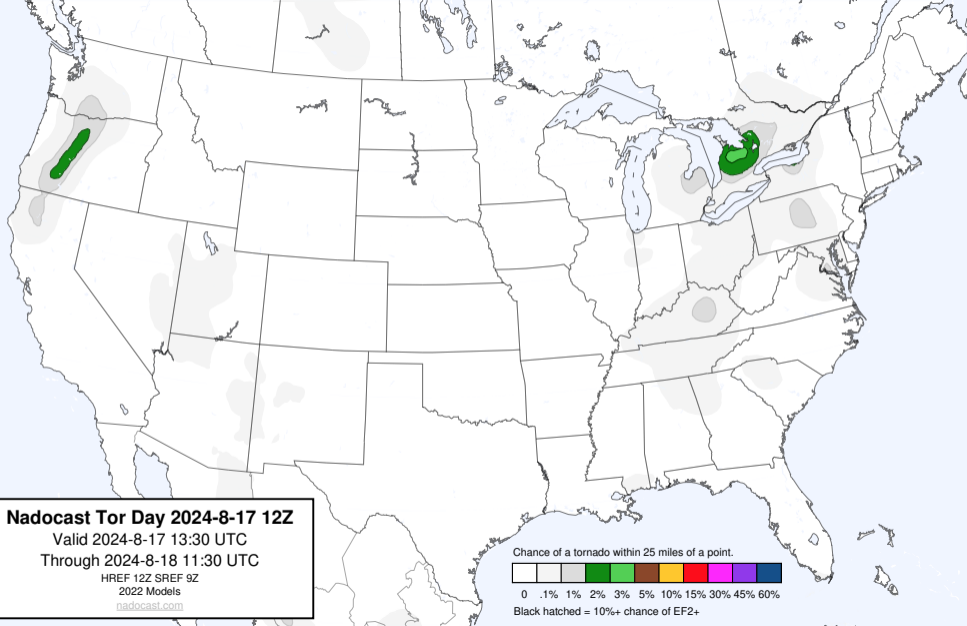 Nadocast Tor Day 2024-8-17 12Z
Valid 2024-8-17 13:30 UTC
Through 2024-8-18 11:30 UTC
HREF 12Z SREF 9Z
2022 Models
nadocast.com
Chance of a tornado within 25 miles of a point.
0 .1% 1% 2% 3% 5% 10% 15% 30% 45% 60%
Black hatched = 10%+ chance of EF2+